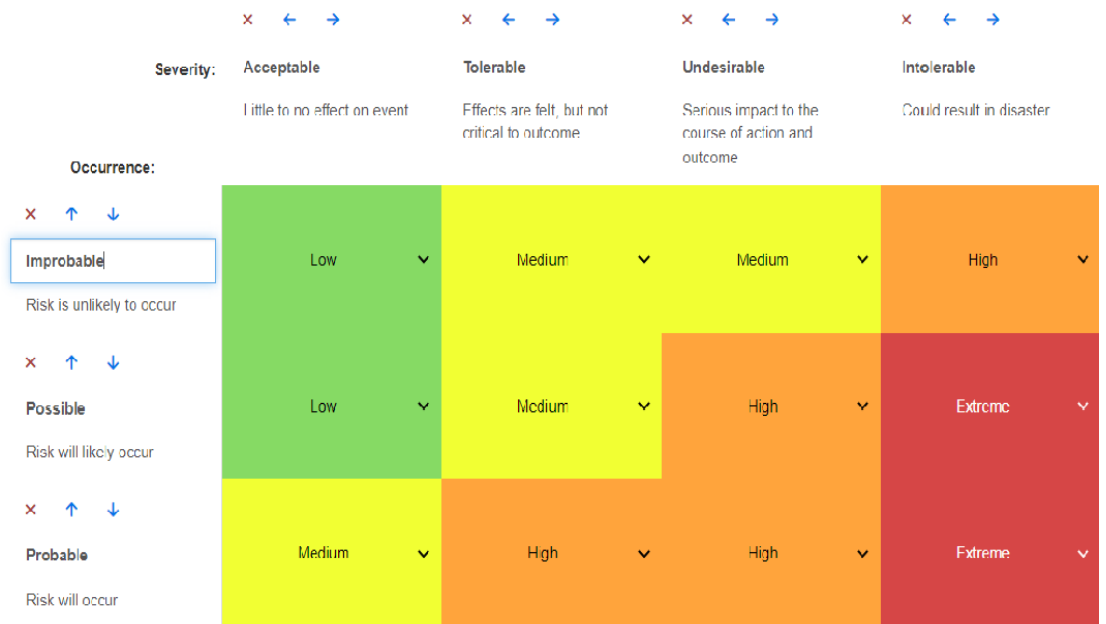 Severity:
Acceptable
Tolerable
Undesirable
Intolerable
Little to no effect on event
Effects are felt, but not
critical to outcome
Serious impact to the
course of action and
outcome
Could result in disaster
Occurrence:
Improbable
Risk is unlikely to occur
Low
Medium
Medium
High
Possible
Risk will likely occur
Low
Medium
High
Extreme
Probable
Risk will occur
Medium
High
High
Extreme